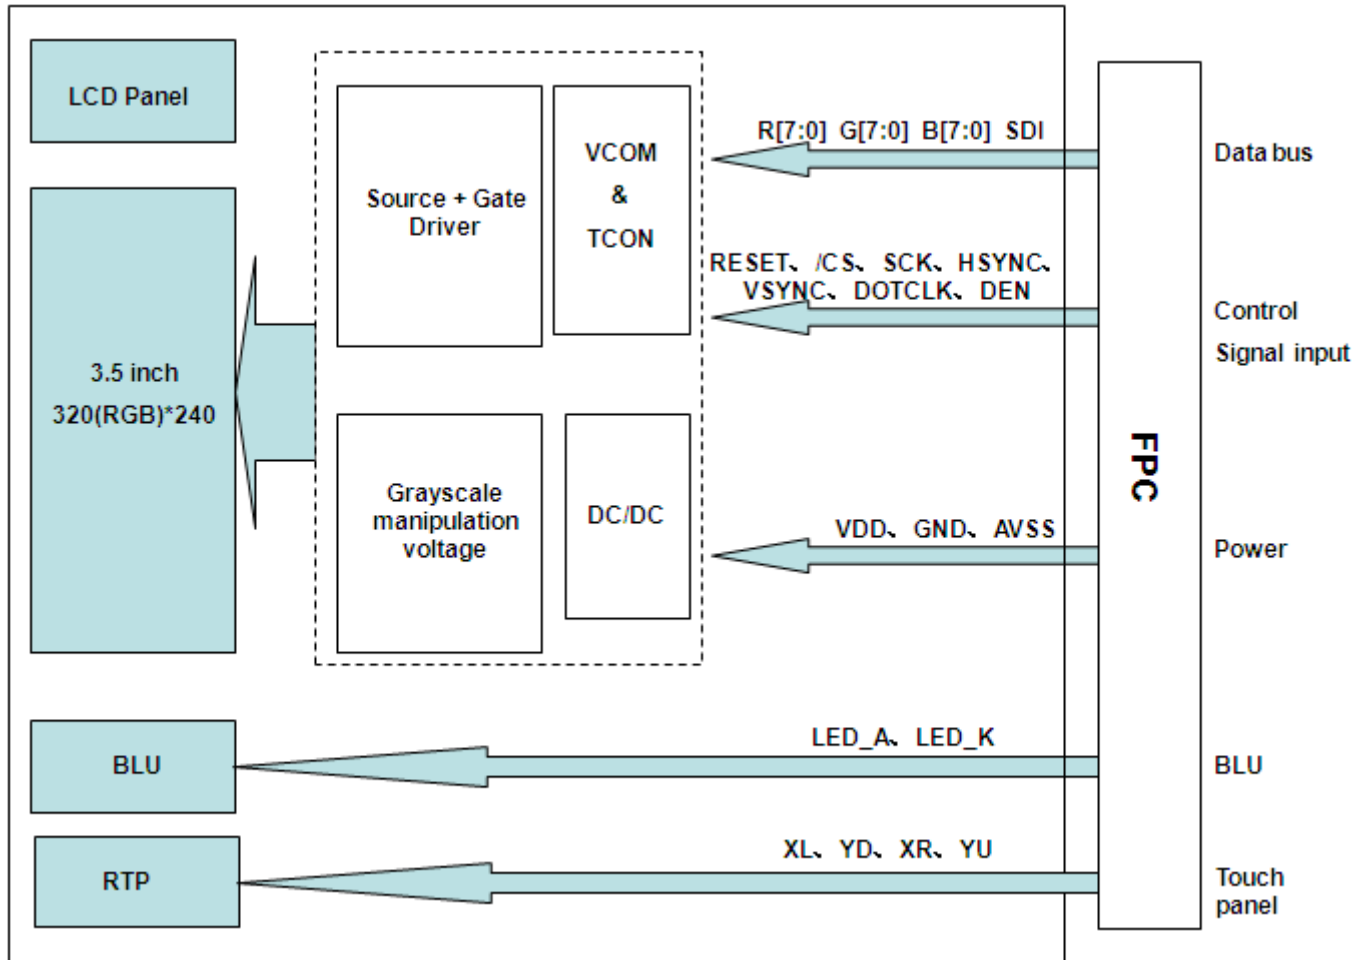 LCD Panel
3.5 inch
320(RGB)*240
BLU
RTP
Source + Gate
Driver
VCOM
&
TCON
Grayscale
manipulation
voltage
DC/DC
R[7:0] G[7:0] B[7:0] SDI
RESET、/CS、SCK、HSYNC、
VSYNC、DOTCLK、DEN
VDD、GND、AVSS
LED_A、LED_K
XL、YD、XR、YU
FPC
Data bus
Control
Signal input
Power
BLU
Touch
panel